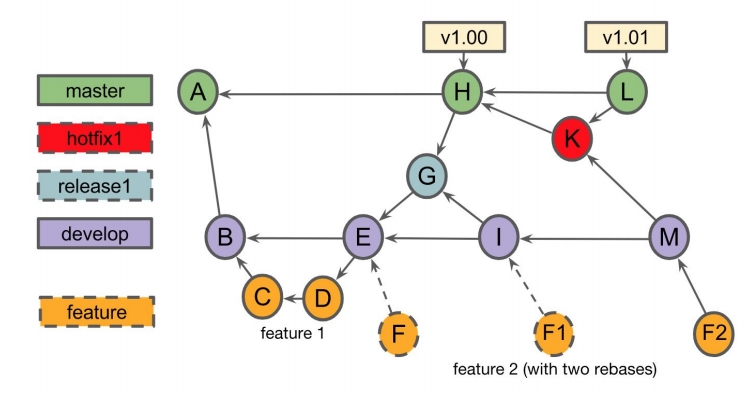 v1.00
v1.01
master
A
H
L
hotfix1
K
release1
G
develop
B
E
I
M
C
D
feature
feature 1
F
F1
F2
feature 2 (with two rebases)